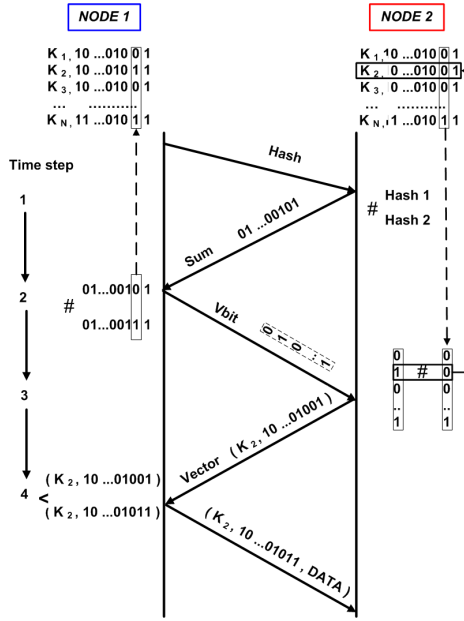 NODE 1
NODE 2
K 1, 10 ...010 0 1
K 2, 10 ...010 1 1
K 3, 10 ...010 0 1
... ............
K N, 11 ...010 1 1
K 1, 10 ...010 0 1
K 2, 0 ...010 0 1
K 3, 0 ...010 0 1
... ............
K N, 1 ...010 1 1
Hash
Time step
# Hash 1
Hash 2
1
Sum 01 ...00101
2
# 01...0010 1
01...0011 1
Vbit 0 1 0 .. 1
0 0
1 # 0
0 0
.. ..
1 1
3
Vector ( K 2, 10 ...01001 )
4 < ( K 2, 10 ...01001)
( K 2, 10 ...01011)
( K 2, 10 ...01011, DATA )